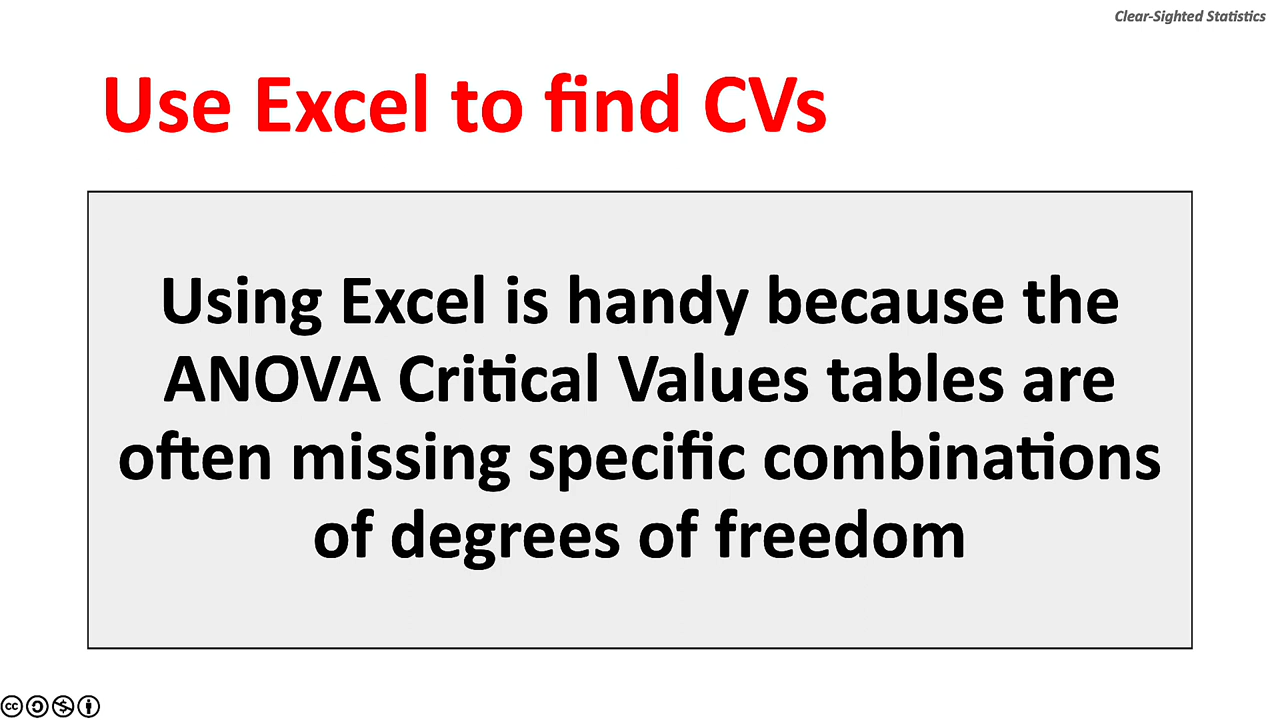 Clear-Sighted Statistics
Use Excel to find CVs
Using Excel is handy because the
ANOVA Critical Values tables are
often missing specific combinations
of degrees of freedom
cc